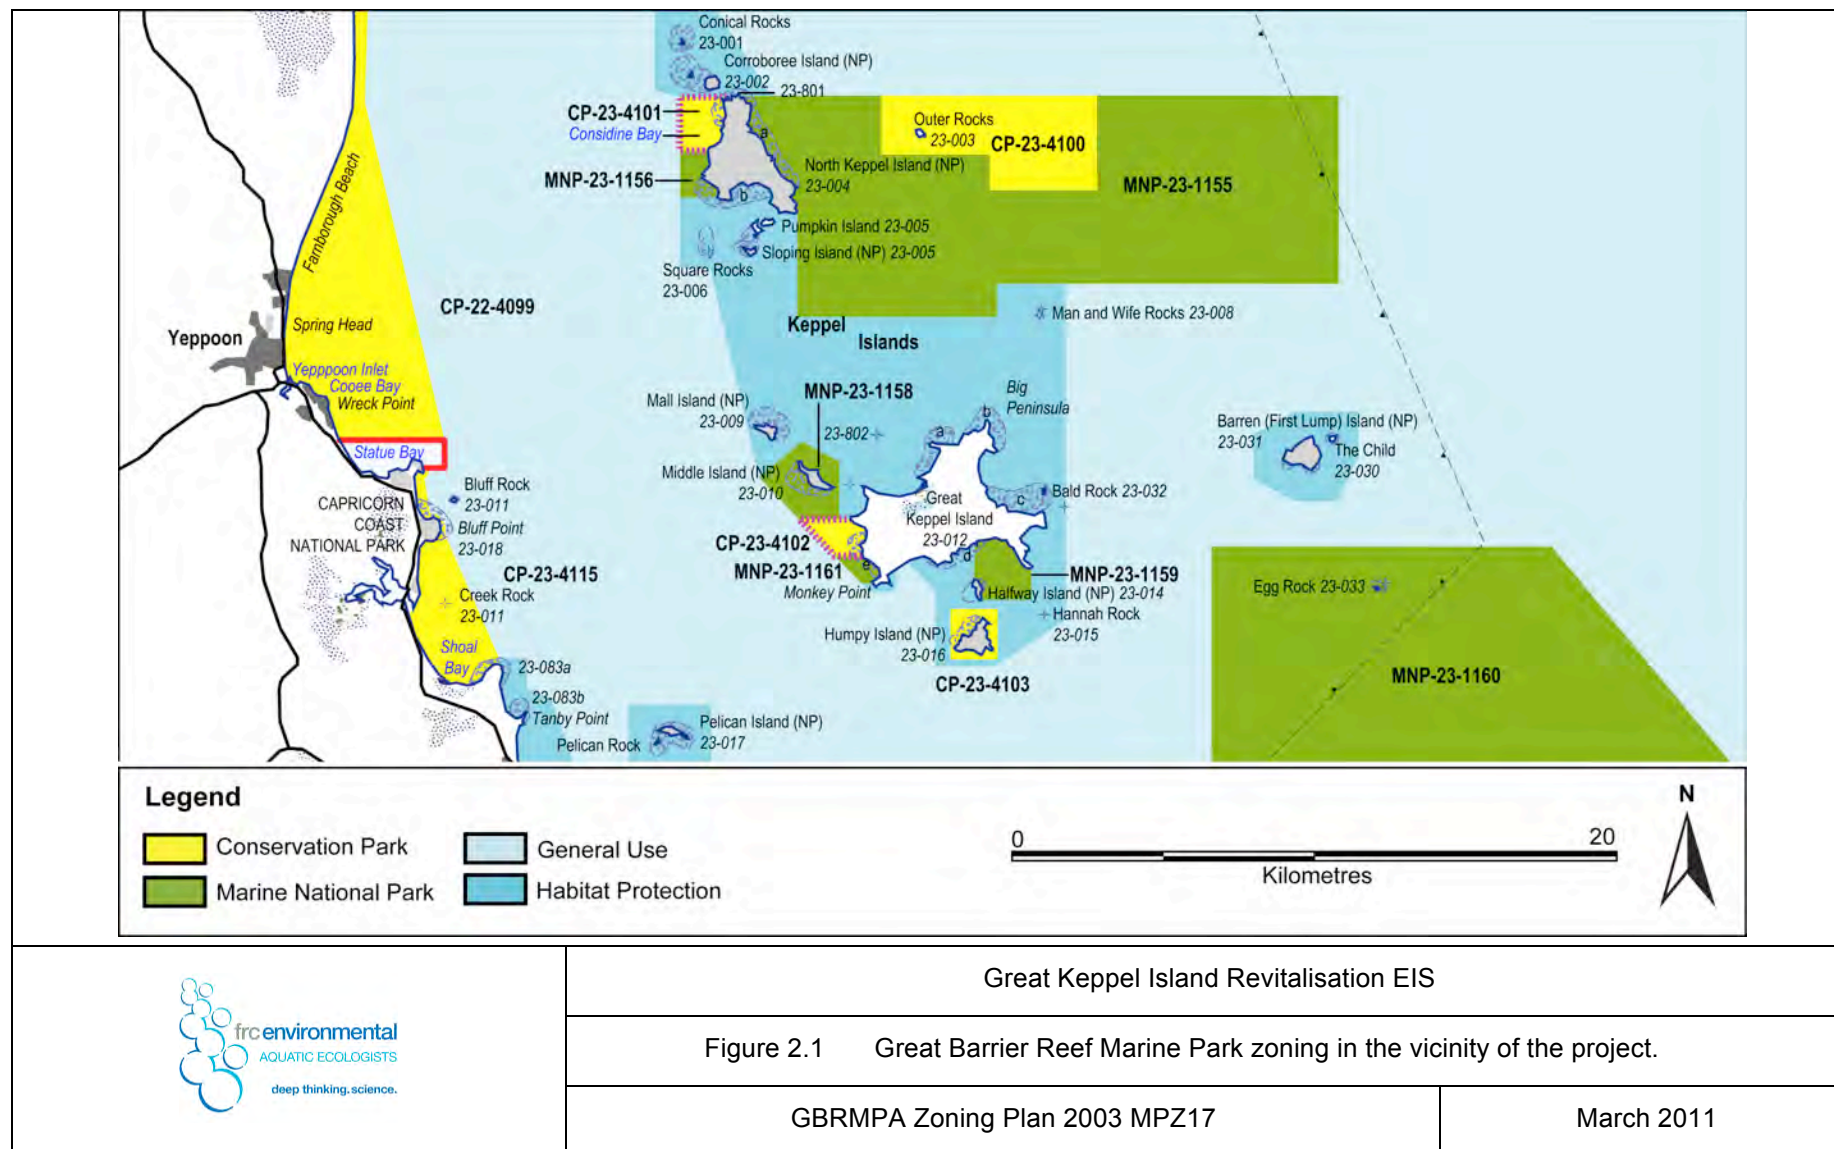 Conical Rocks
23-001
Corroboree Island (NP)
23-002
23-801
CP-23-4101
Considine Bay
Outer Rocks
23-003
CP-23-4100
a
North Keppel Island (NP)
23-004
MNP-23-1156
b
MNP-23-1155
Farnborough Beach
Pumpkin Island 23-005
Sloping Island (NP) 23-005
Square Rocks
23-006
CP-22-4099
Man and Wife Rocks 23-008
Keppel
Islands
Spring Head
Yeppoon
Yepppoon Inlet
Cooee Bay
Wreck Point
Mall Island (NP)
23-009
MNP-23-1158
23-802
Big
Peninsula
b
a
Barren (First Lump) Island (NP)
23-031
The Child
23-030
Statue Bay
Middle Island (NP)
23-010
Bluff Rock
23-011
CAPRICORN
COAST
NATIONAL PARK
Bluff Point
23-018
c
Bald Rock 23-032
Great
Keppel Island
23-012
d
CP-23-4102
MNP-23-1161
e
Monkey Point
MNP-23-1159
CP-23-4115
Creek Rock
23-011
Halfway Island (NP) 23-014
Hannah Rock
23-015
Egg Rock 23-033
Humpy Island (NP)
23-016
CP-23-4103
Shoal
Bay
23-083a
23-083b
Tanby Point
MNP-23-1160
Pelican Island (NP)
23-017
Pelican Rock
Legend
Conservation Park
Marine National Park
General Use
Habitat Protection
0
20
Kilometres
N
frcenvironmental
AQUATIC ECOLOGISTS
deep thinking.science.
Great Keppel Island Revitalisation EIS
Figure 2.1 Great Barrier Reef Marine Park zoning in the vicinity of the project.
GBRMPA Zoning Plan 2003 MPZ17
March 2011